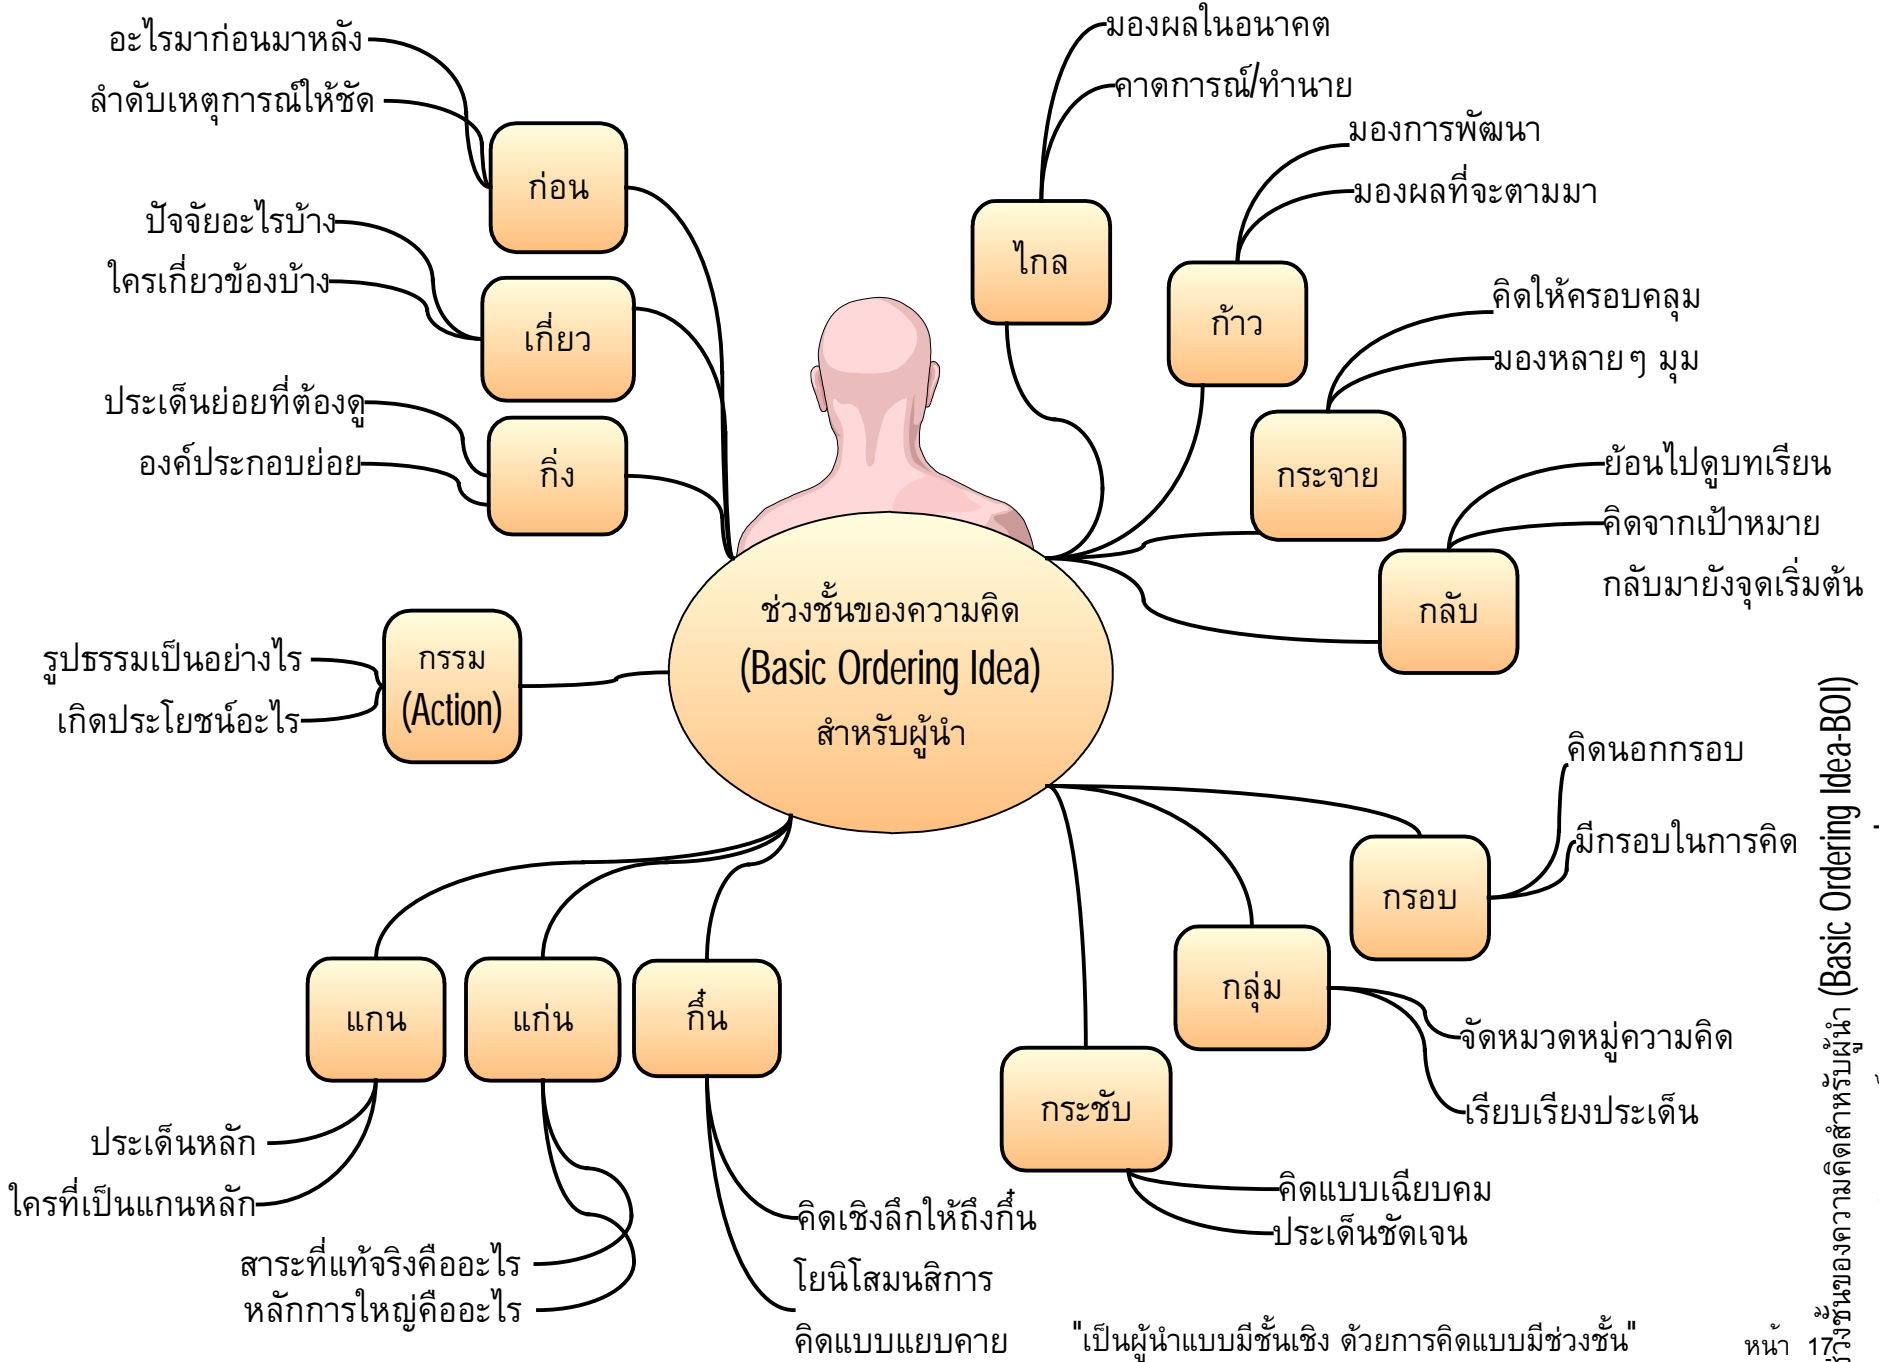 อะไรมาก่อนมาหลัง
ลำดับเหตุการณ์ให้ชัด
ก่อน
ปัจจัยอะไรบ้าง
ใครเกี่ยวข้องบ้าง
เกี่ยว
ประเด็นย่อยที่ต้องดู
องค์ประกอบย่อย
กิ่ง
รูปธรรมเป็นอย่างไร
เกิดประโยชน์อะไร
กรรม
(Action)
มองผลในอนาคต
คาดการณ์/ทำนาย
ไกล
มองการพัฒนา
มองผลที่จะตามมา
ก้าว
คิดให้ครอบคลุม
มองหลายๆ มุม
กระจาย
ย้อนไปดูบทเรียน
คิดจากเป้าหมาย
กลับมายังจุดเริ่มต้น
กลับ
ช่วงชั้นของความคิด
(Basic Ordering Idea)
สำหรับผู้นำ
คิดนอกกรอบ
มีกรอบในการคิด
กรอบ
กลุ่ม
จัดหมวดหมู่ความคิด
เรียบเรียงประเด็น
กระชับ
คิดแบบเฉียบคม
ประเด็นชัดเจน
แกน
ประเด็นหลัก
ใครที่เป็นแกนหลัก
แก่น
สาระที่แท้จริงคืออะไร
หลักการใหญ่คืออะไร
กึ๋น
คิดเชิงลึกให้ถึงกึ๋น
โยนิโสมนสิการ
คิดแบบแยบคาย
"เป็นผู้นำแบบมีชั้นเชิง ด้วยการคิดแบบมีช่วงชั้น"
หน้า 17
ช่วงชั้นของความคิดสำหรับผู้นำ (Basic Ordering Idea-BOI)